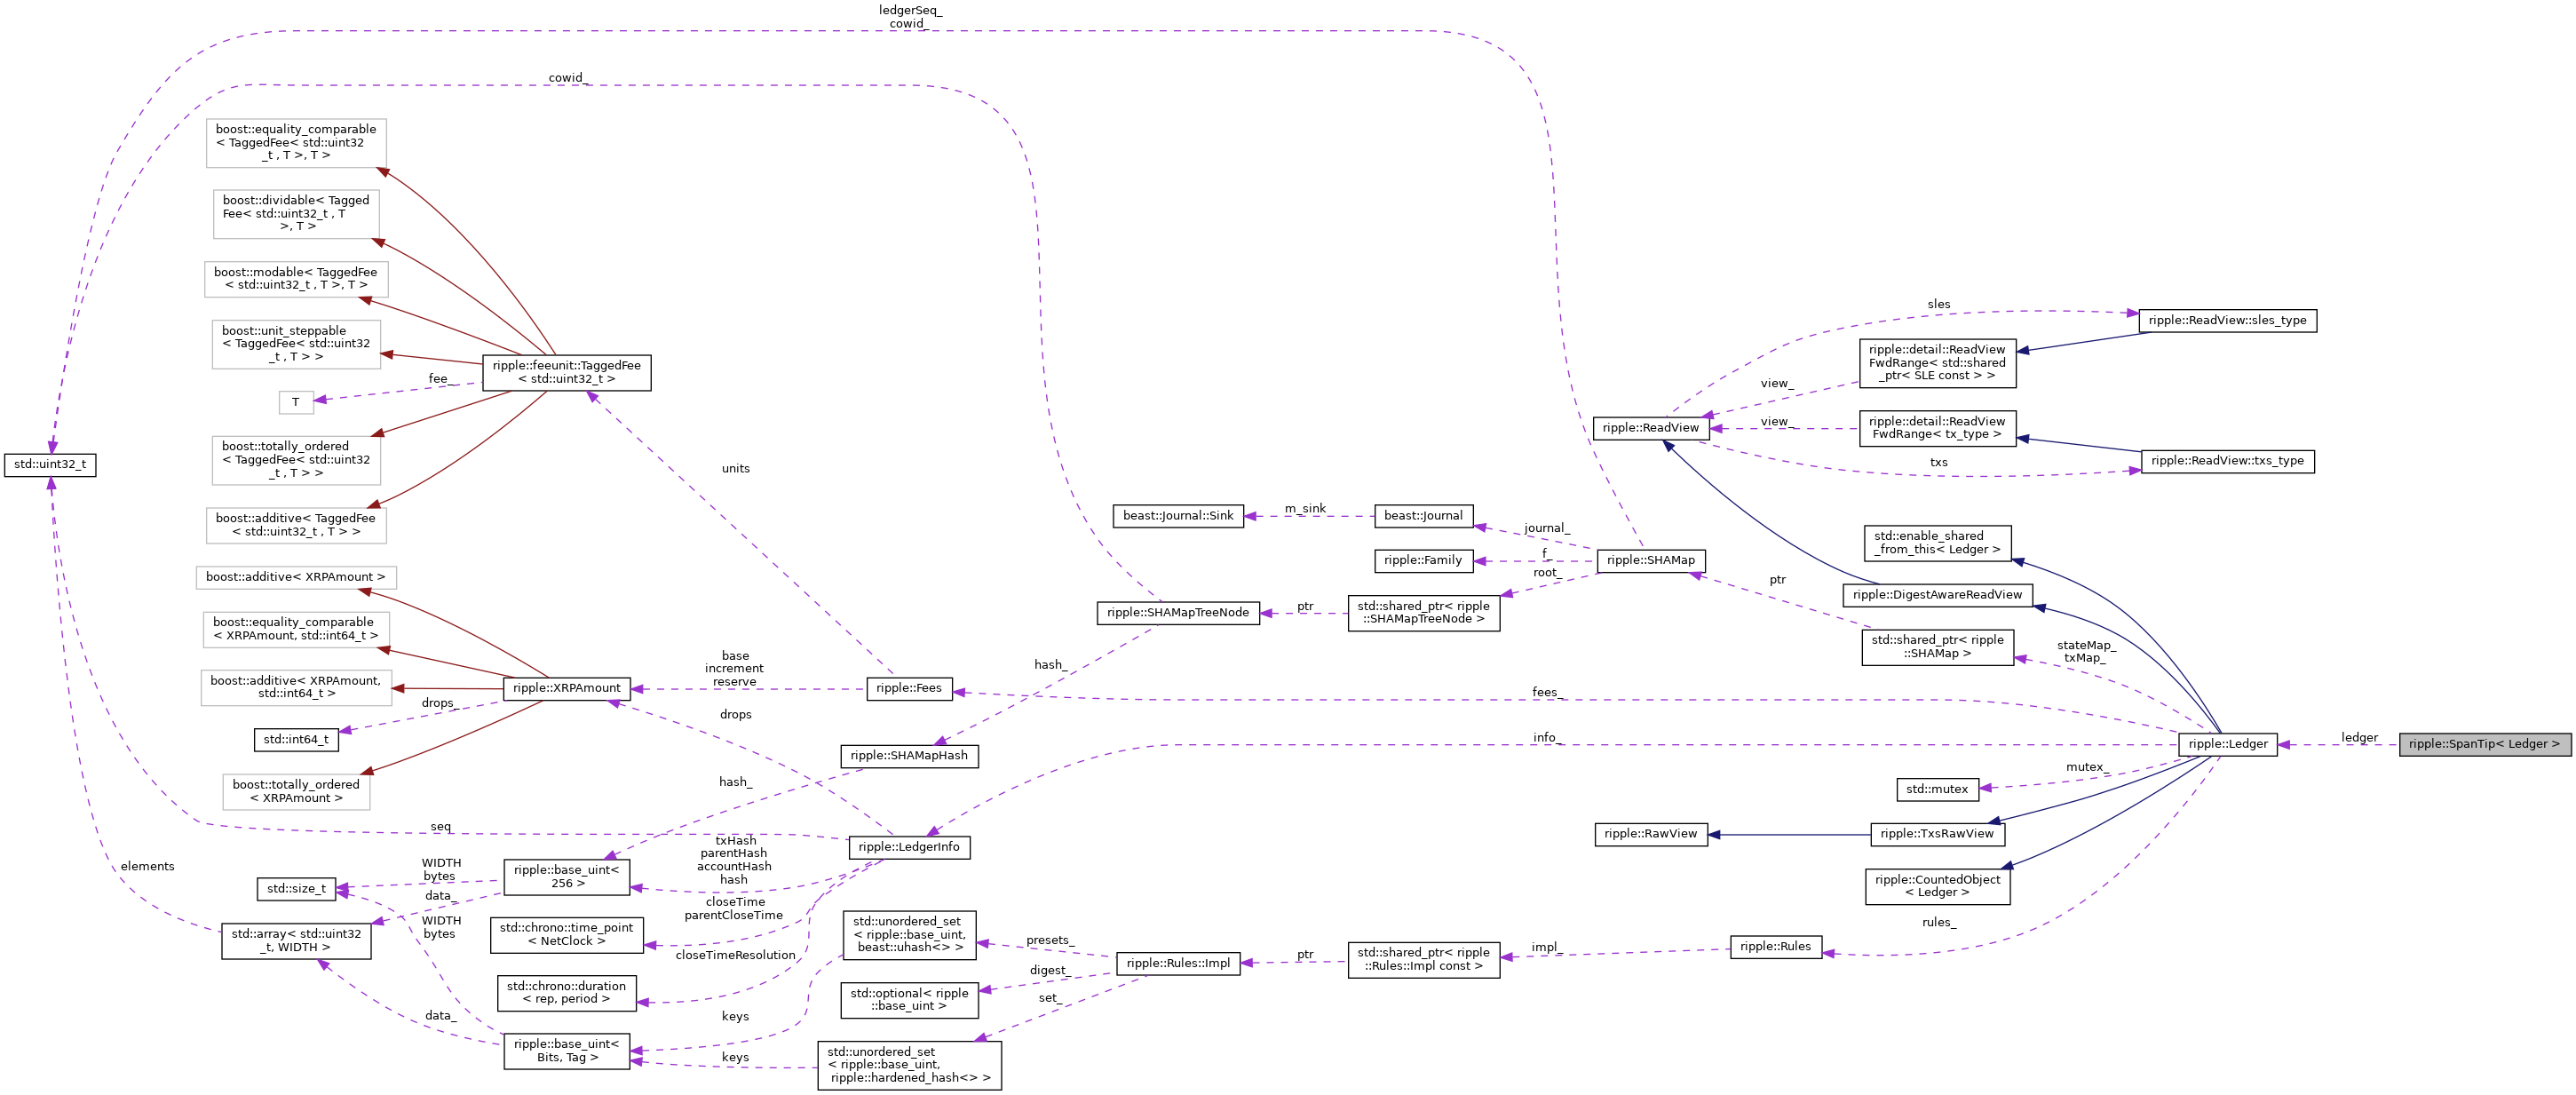 ledgerSeq_
cowid_
cowid_
boost::equality_comparable
< TaggedFee< std::uint32
_t , T >, T >
boost::dividable< Tagged
Fee< std::uint32_t , T
>, T >
boost::modable< TaggedFee
< std::uint32_t , T >, T >
boost::unit_steppable
< TaggedFee< std::uint32
_t , T > >
ripple::feeunit::TaggedFee
< std::uint32_t >
fee_
T
boost::totally_ordered
< TaggedFee< std::uint32
_t , T > >
boost::additive< TaggedFee
< std::uint32_t , T > >
std::uint32_t
units
sles
ripple::ReadView::sles_type
ripple::detail::ReadView
FwdRange< std::shared
_ptr< SLE const > >
view_
ripple::ReadView
view_
ripple::detail::ReadView
FwdRange< tx_type >
txs
ripple::ReadView::txs_type
beast::Journal::Sink
m_sink
beast::Journal
journal_
ripple::Family
f_
ripple::SHAMap
root_
std::enable_shared
_from_this< Ledger >
ripple::DigestAwareReadView
ptr
ripple::SHAMapTreeNode
ptr
std::shared_ptr< ripple
::SHAMapTreeNode >
std::shared_ptr< ripple
::SHAMap >
stateMap_
txMap_
boost::additive< XRPAmount >
boost::equality_comparable
< XRPAmount, std::int64_t >
boost::additive< XRPAmount,
std::int64_t >
ripple::XRPAmount
drops_
std::int64_t
boost::totally_ordered
< XRPAmount >
base
increment
reserve
ripple::Fees
hash_
fees_
drops
ripple::SHAMapHash
info_
ripple::Ledger
ledger
ripple::SpanTip< Ledger >
mutex_
std::mutex
hash_
seq
ripple::LedgerInfo
ripple::RawView
ripple::TxsRawView
ripple::CountedObject
< Ledger >
elements
WIDTH
bytes
std::size_t
data_
ripple::base_uint<
256 >
txHash
parentHash
accountHash
hash
closeTime
parentCloseTime
WIDTH
bytes
std::array< std::uint32
_t, WIDTH >
std::chrono::time_point
< NetClock >
closeTimeResolution
std::chrono::duration
< rep, period >
std::unordered_set
< ripple::base_uint,
beast::uhash<> >
presets_
ripple::Rules::Impl
ptr
std::shared_ptr< ripple
::Rules::Impl const >
impl_
ripple::Rules
rules_
digest_
std::optional< ripple
::base_uint >
set_
data_
ripple::base_uint<
Bits, Tag >
keys
keys
std::unordered_set
< ripple::base_uint,
ripple::hardened_hash<> >